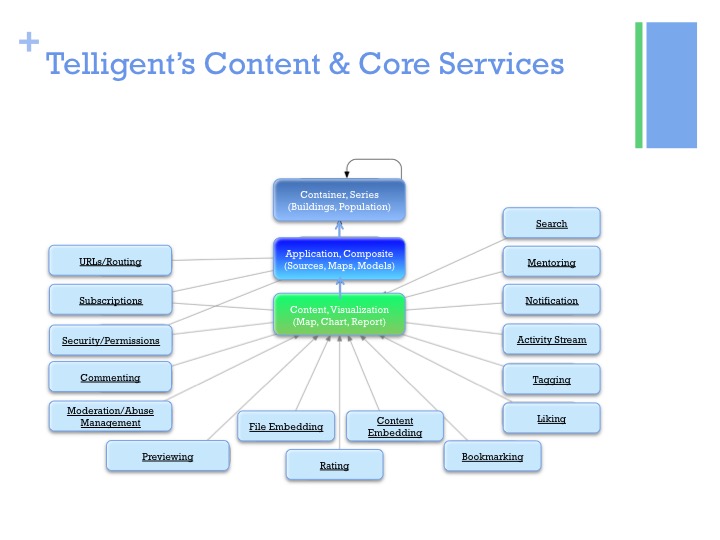 +
Telligent's Content & Core Services
Container, Series
(Buildings, Population)
Application, Composite
(Sources, Maps, Models)
Content, Visualization
(Map, Chart, Report)
URLs/Routing
Subscriptions
Security/Permissions
Commenting
Moderation/Abuse
Management
Previewing
File Embedding
Rating
Content
Embedding
Bookmarking
Search
Mentoring
Notification
Activity Stream
Tagging
Liking